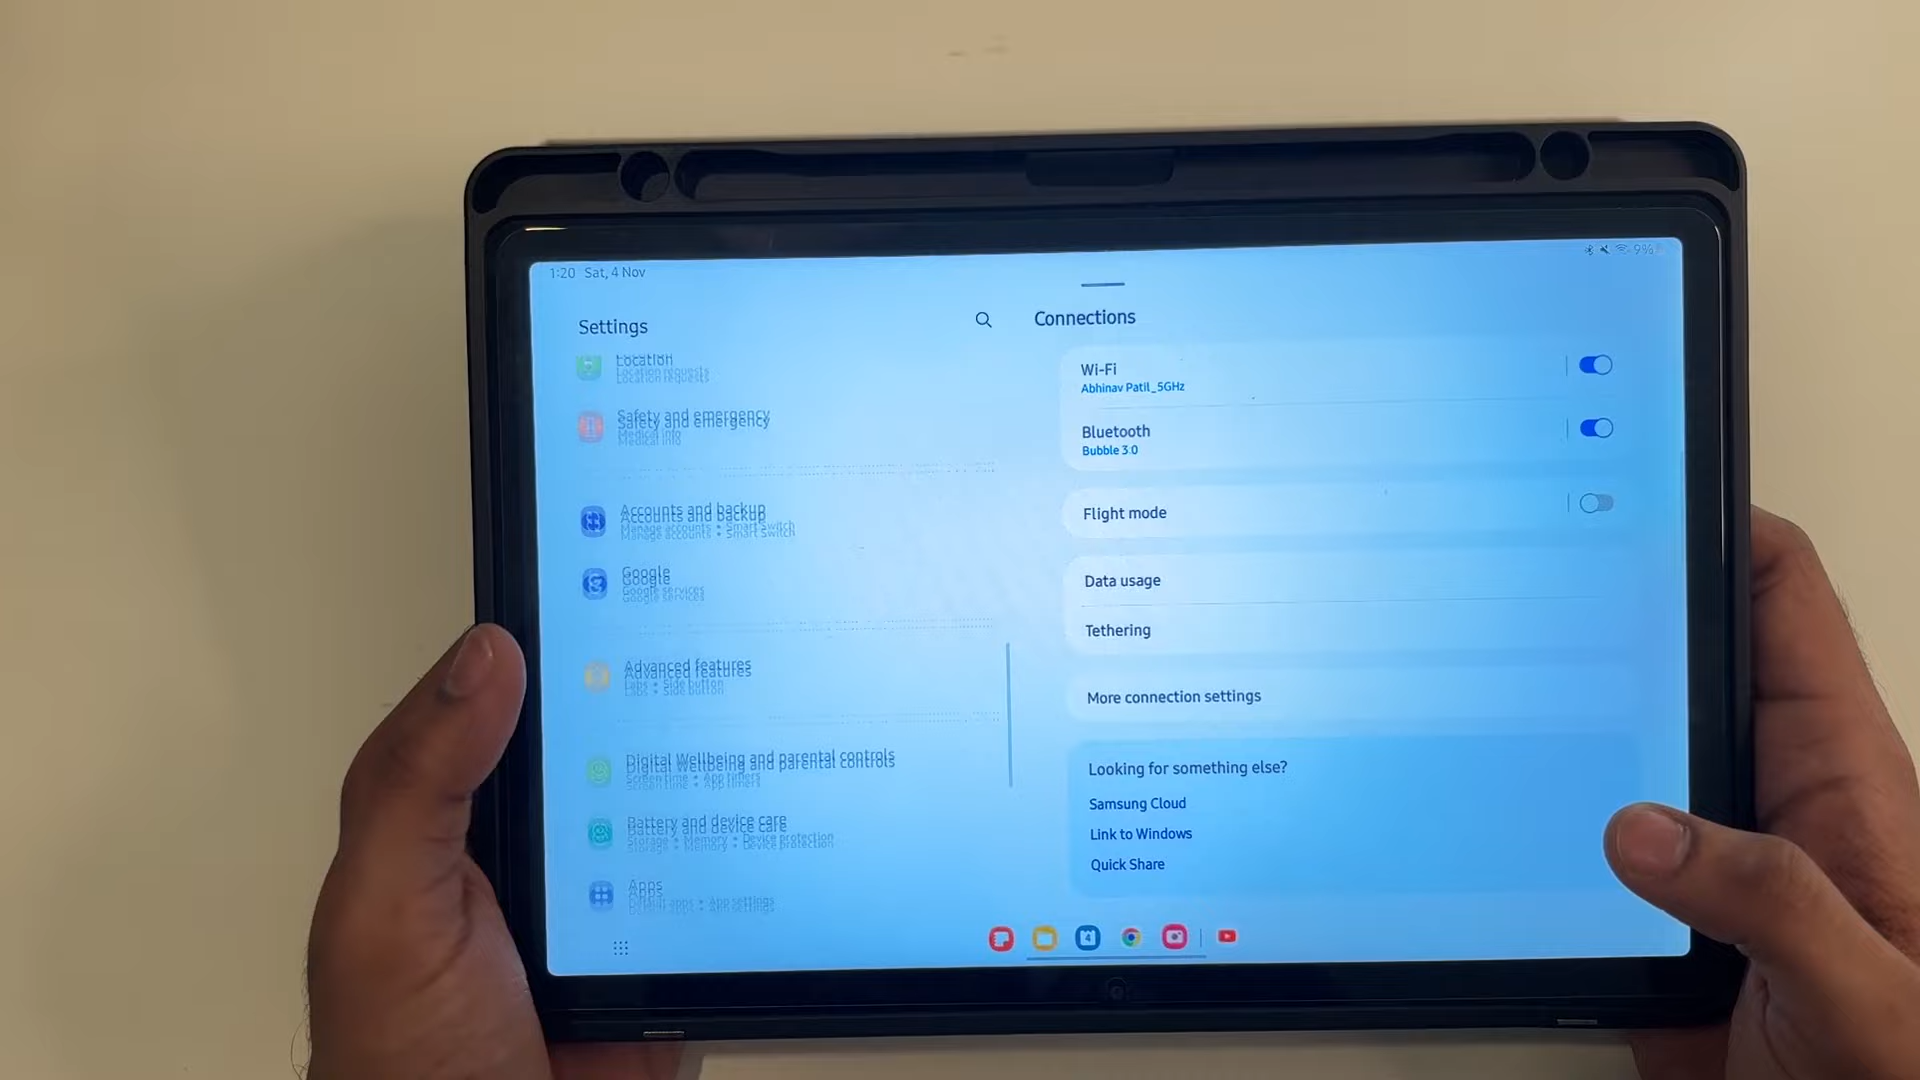 1:20 Sat, 4 Nov
9%
Settings
Location
Location requests
Safety and emergency
Medical info
Accounts and backup
Manage accounts • Smart Switch
Google
Google services
Advanced features
Labs • Side button
Digital Wellbeing and parental controls
Screen time • App timers
Battery and device care
Storage • Memory • Device protection
Apps
Default apps • App settings
Connections
Wi-Fi
Abhinav Patil_5GHz
Bluetooth
Bubble 3.0
Flight mode
Data usage
Tethering
More connection settings
Looking for something else?
Samsung Cloud
Link to Windows
Quick Share
4